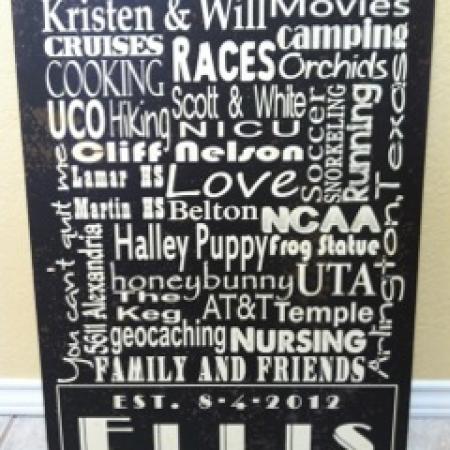 Kristen & Will
Movies
CRUISES
camping
COOKING
RACES
Orchids
UCO
Hiking
Scott & White
NICU
Soccer
SNORKELING
Running
Arlington, Texas
Cliff Nelson
Lamar HS
Love
Martin HS
Belton
NCAA
You can't quit me
5611 Alexandria
Halley Puppy
Frog Statue
honeybunny
UTA
The Keg
AT&T
Temple
geocaching
NURSING
FAMILY AND FRIENDS
EST. 8-4-2012
ELLIS